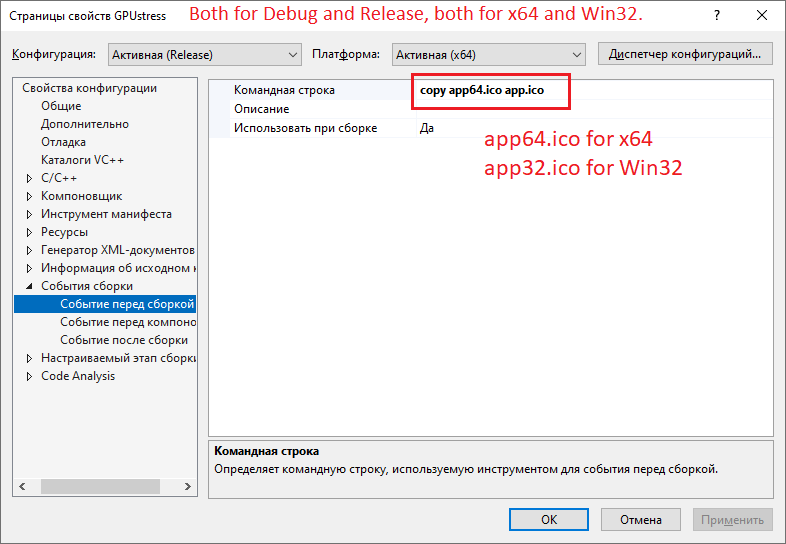 Страницы свойств GPUstress
Both for Debug and Release, both for x64 and Win32.
?
Конфигурация:
Активная (Release)
Платформа:
Активная (x64)
Диспетчер конфигураций...
Свойства конфигурации
Общие
Дополнительно
Отладка
Каталоги VC++
C/C++
Компоновщик
Инструмент манифеста
Ресурсы
Генератор XML-документов
Информация об исходном к
События сборки
Событие перед сборкой
Событие перед компоно
Событие после сборки
Настраиваемый этап сборки
Code Analysis
Командная строка
copy app64.ico app.ico
Описание
Использовать при сборке
Да
app64.ico for x64
app32.ico for Win32
Командная строка
Определяет командную строку, используемую инструментом для события перед сборкой.
ОК
Отмена
Применить